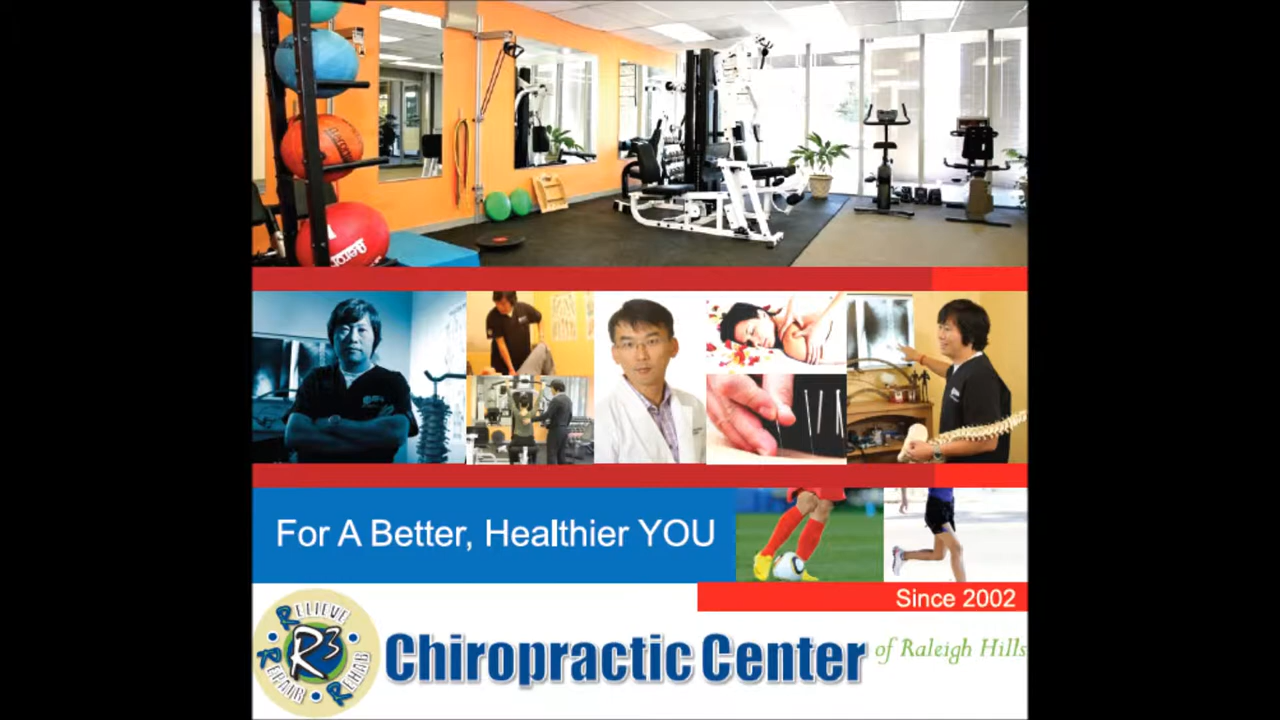 For A Better, Healthier YOU
Since 2002
RELIEVE
R3
REPAIR
REHAB
Chiropractic Center
of Raleigh Hills